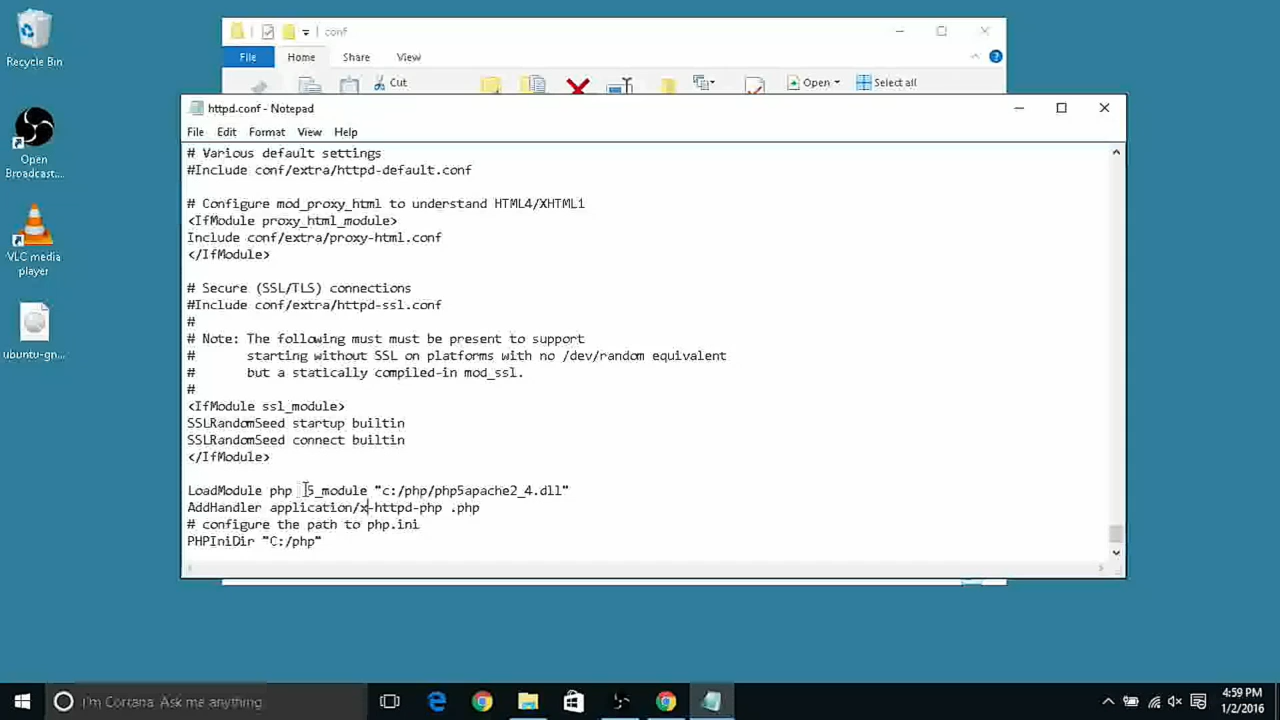 Recycle Bin
Open
Broadcast....
VLC media
player
ubuntu-gn...
conf
File Home Share View
Cut
Open
Select all
httpd.conf - Notepad
File Edit Format View Help
# Various default settings
#Include conf/extra/httpd-default.conf
# Configure mod_proxy_html to understand HTML4/XHTML1
<IfModule proxy_html_module>
Include conf/extra/proxy-html.conf
</IfModule>
# Secure (SSL/TLS) connections
#Include conf/extra/httpd-ssl.conf
#
# Note: The following must must be present to support
#       starting without SSL on platforms with no /dev/random equivalent
#       but a statically compiled-in mod_ssl.
#
<IfModule ssl_module>
SSLRandomSeed startup builtin
SSLRandomSeed connect builtin
</IfModule>
LoadModule php 5_module "c:/php/php5apache2_4.dll"
AddHandler application/x-httpd-php .php
# configure the path to php.ini
PHPIniDir "C:/php"
I'm Cortana. Ask me anything
4:59 PM
1/2/2016